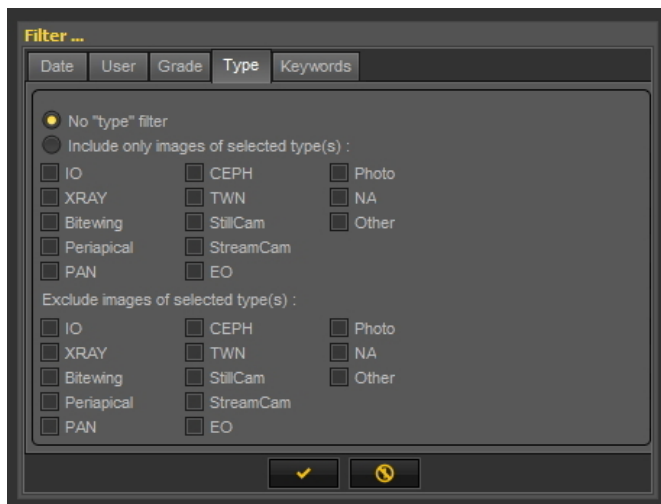 Filter ...
Date User Grade Type Keywords
No "type" filter
Include only images of selected type(s) :
IO CEPH Photo
XRAY TWN NA
Bitewing StillCam Other
Periapical StreamCam
PAN EO
Exclude images of selected type(s) :
IO CEPH Photo
XRAY TWN NA
Bitewing StillCam Other
Periapical StreamCam
PAN EO